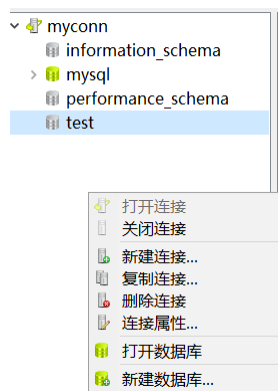 myconn
information_schema
mysql
performance_schema
test
打开连接
关闭连接
新建连接...
复制连接...
删除连接
连接属性...
打开数据库
新建数据库...